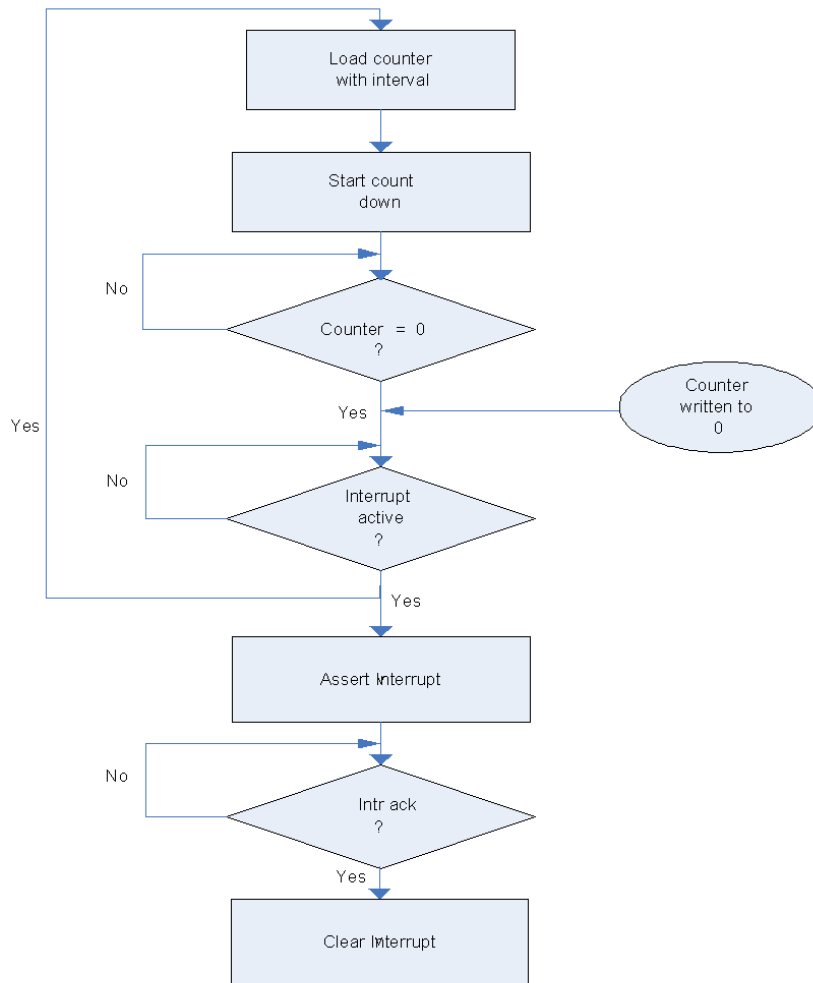 Load counter
with interval
Start count
down
No
Counter = 0
?
Counter
written to
0
Yes
Yes
No
Interrupt
active
?
Yes
Assert Interrupt
No
Intr ack
?
Yes
Clear Interrupt